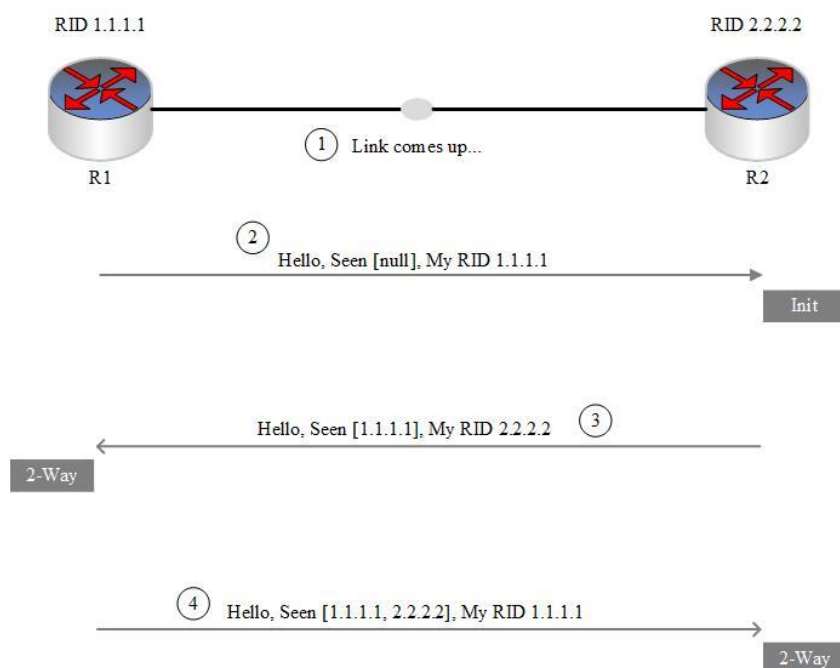 RID 1.1.1.1
RID 2.2.2.2
1 Link comes up...
R1
R2
2
Hello, Seen [null], My RID 1.1.1.1
Init
Hello, Seen [1.1.1.1], My RID 2.2.2.2 3
2-Way
4 Hello, Seen [1.1.1.1, 2.2.2.2], My RID 1.1.1.1
2-Way